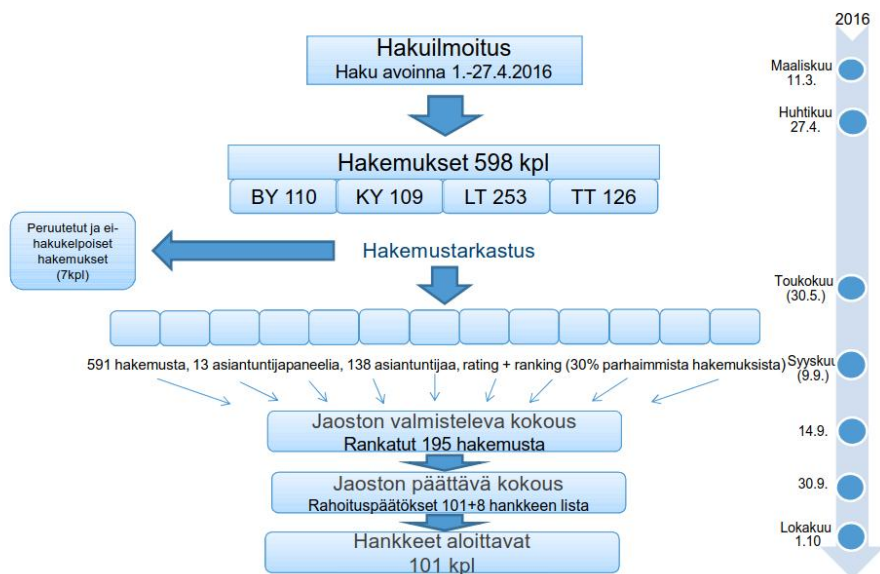 2016
Hakuilmoitus
Haku avoinna 1.-27.4.2016
Maaliskuu
11.3.
Huhtikuu
27.4.
Hakemukset 598 kpl
BY 110
KY 109
LT 253
TT 126
Peruutetut ja ei-
hakukelpoiset
hakemukset
(7kpl)
Hakemustarkastus
Toukokuu
(30.5.)
591 hakemusta, 13 asiantuntijapaneelia, 138 asiantuntijaa, rating + ranking (30% parhaimmista hakemuksista)
Syyskuu
(9.9.)
Jaoston valmisteleva kokous
Rankatut 195 hakemusta
14.9.
Jaoston päättävä kokous
Rahoituspäätökset 101+8 hankkeen lista
30.9.
Hankkeet aloittavat
101 kpl
Lokakuu
1.10